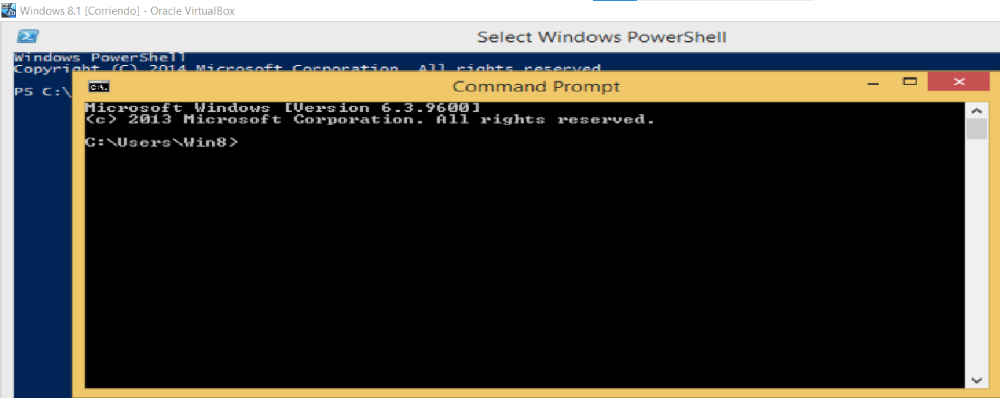 Windows 8.1 [Corriendo] - Oracle VirtualBox
Select Windows PowerShell
Windows PowerShell
Copyright (C) 2014 Microsoft Corporation. All rights reserved.
PS C:\
Command Prompt
Microsoft Windows [Version 6.3.9600]
(c) 2013 Microsoft Corporation. All rights reserved.
C:\Users\Win8>